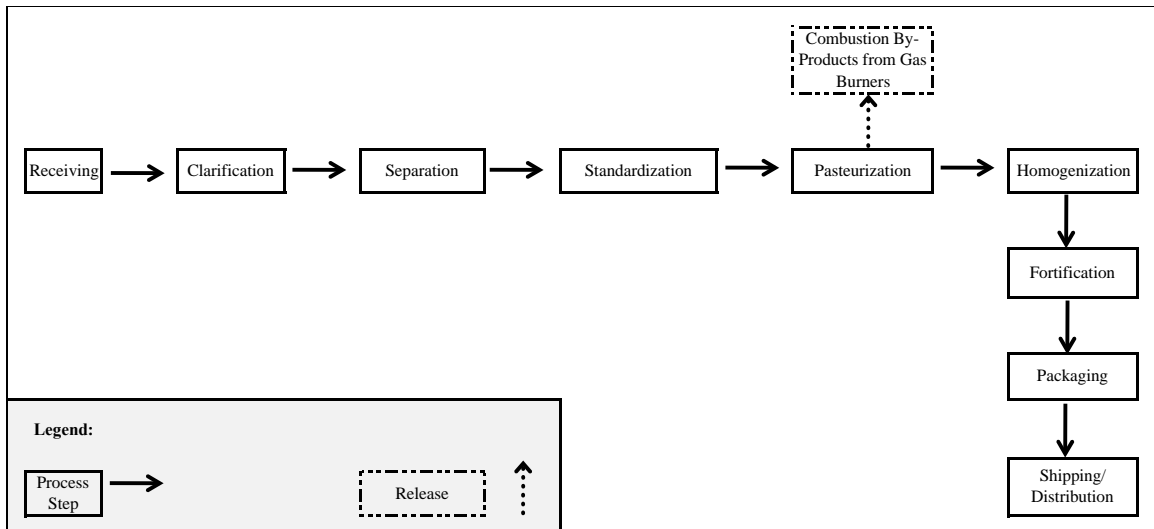 Combustion By-
Products from Gas
Burners
Receiving
Clarification
Separation
Standardization
Pasteurization
Homogenization
Fortification
Packaging
Shipping/
Distribution
Legend:
Process
Step
Release